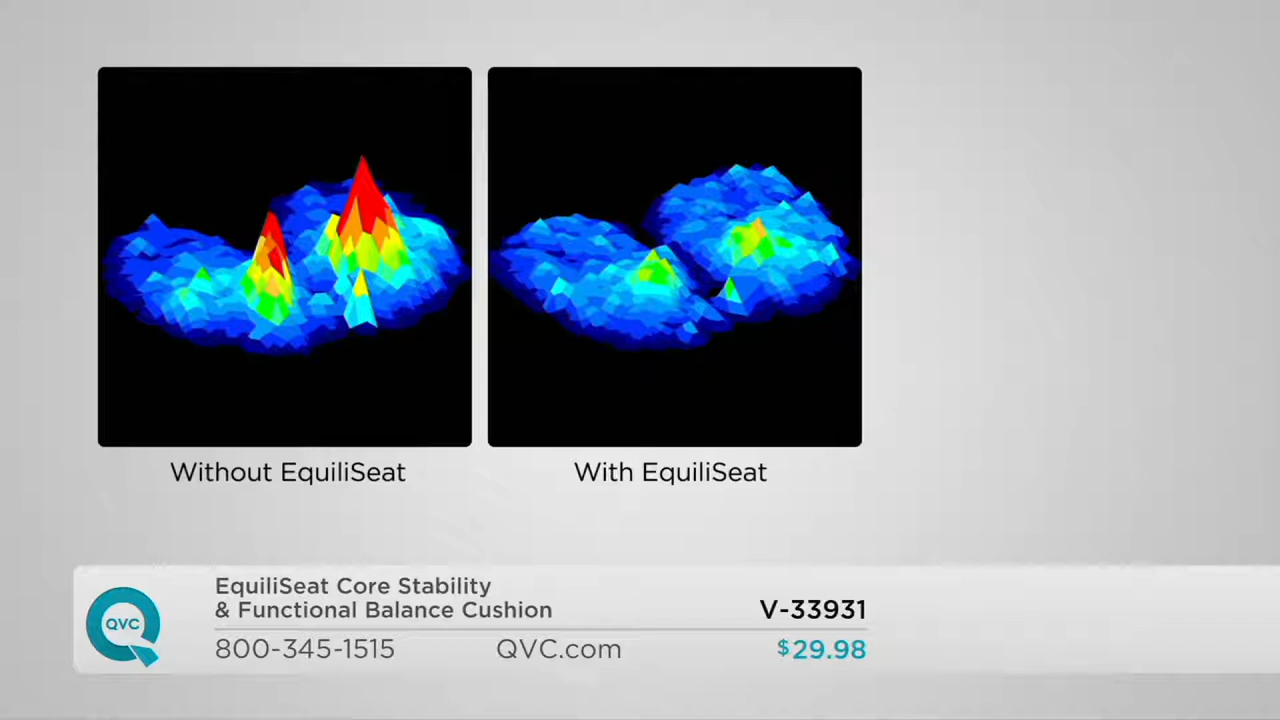 Without EquiliSeat
With EquiliSeat
QVC
EquiliSeat Core Stability
& Functional Balance Cushion
V-33931
800-345-1515
QVC.com
$29.98